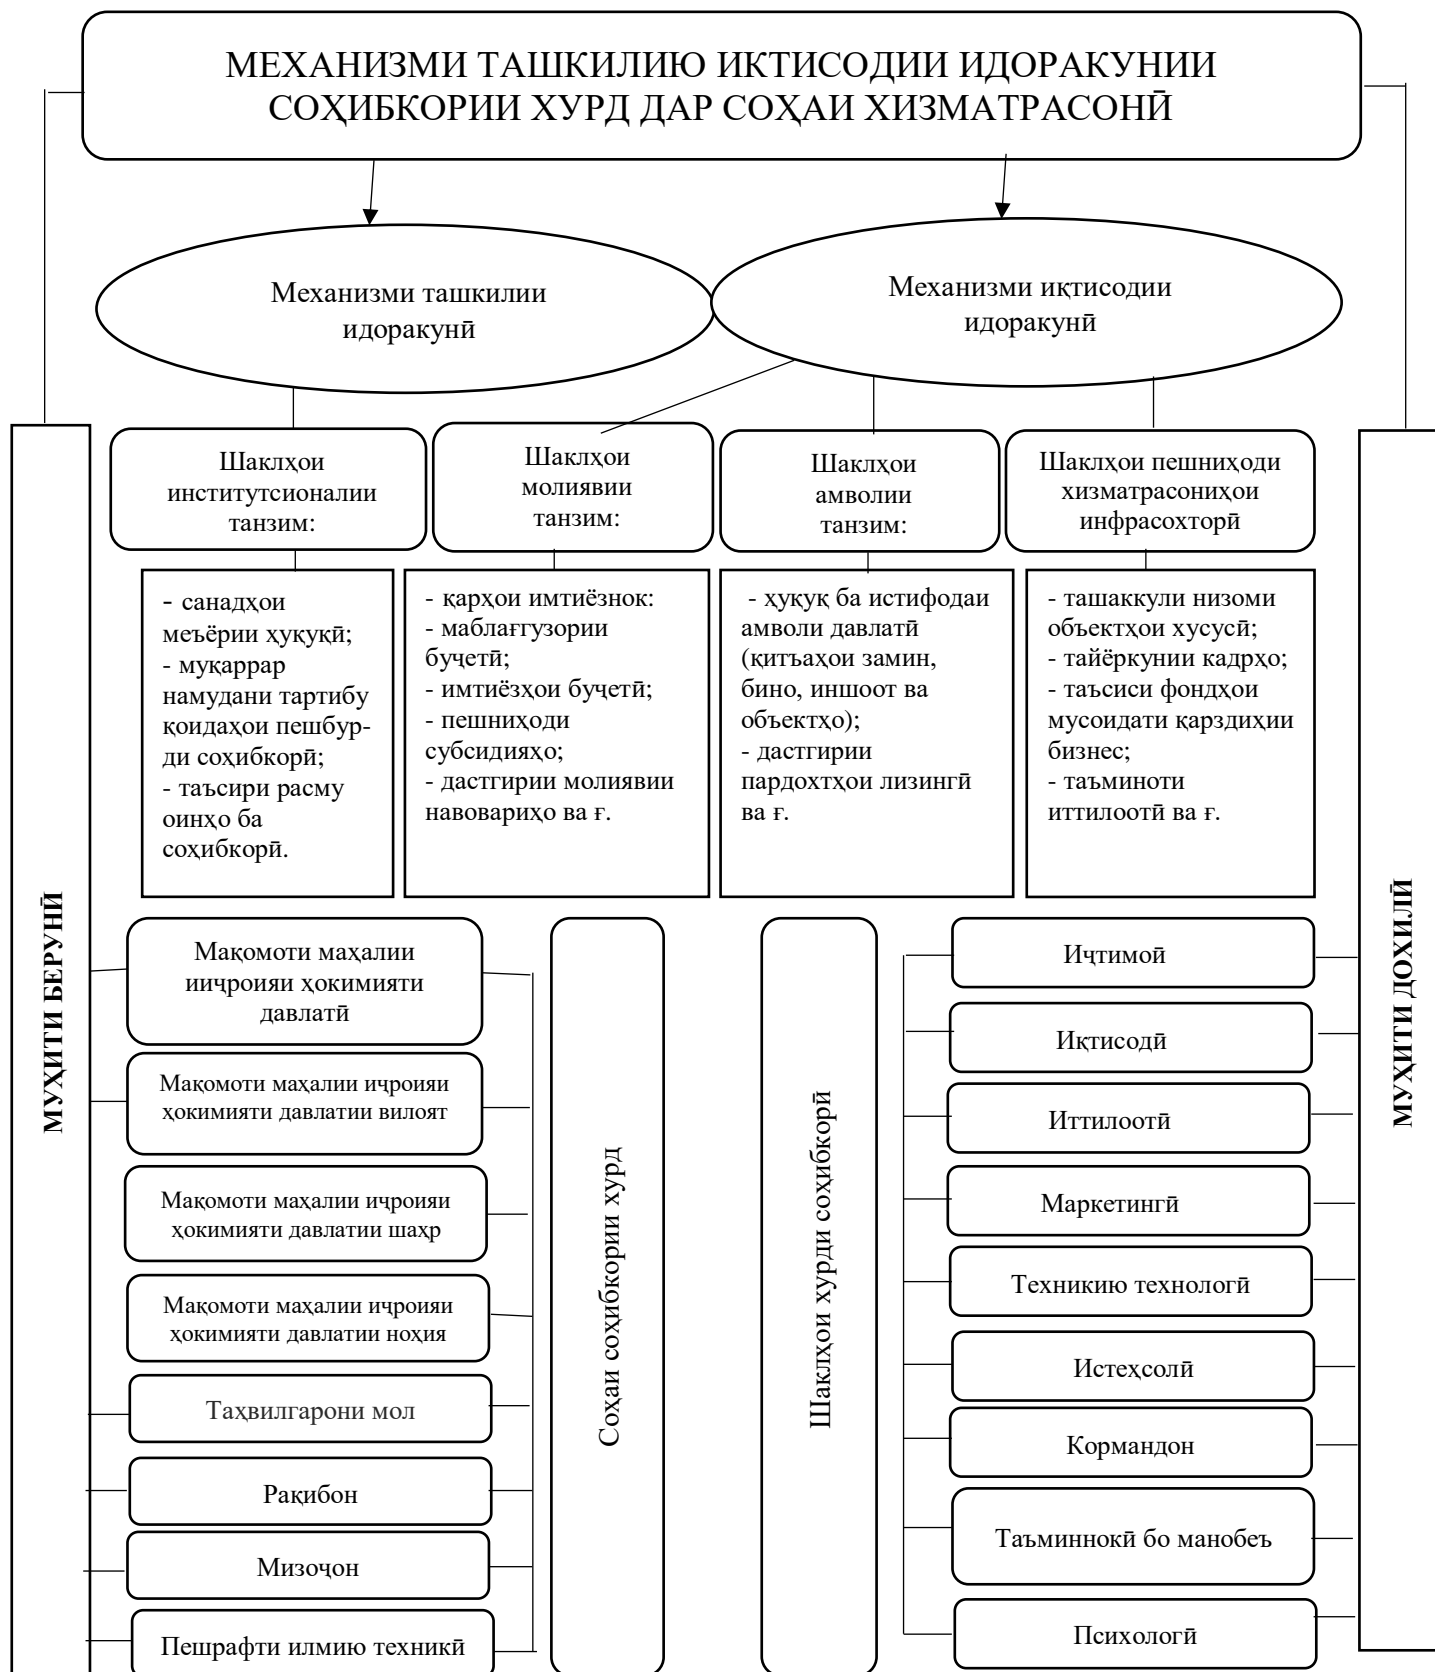 МЕХАНИЗМИ ТАШКИЛИЮ ИКТИСОДИИ ИДОРАКУНИИ
СОҲИБКОРИИ ХУРД ДАР СОҲАИ ХИЗМАТРАСОНӢ
Механизми ташкилии
идоракунӣ
Механизми иқтисодии
идоракунӣ
Шаклҳои
институтсионалии
танзим:
Шаклҳои
молиявии
танзим:
Шаклҳои
амволии
танзим:
Шаклҳои пешниҳоди
хизматрасониҳои
инфрасохторӣ
- санадҳои
меъёрии ҳуқуқӣ;
- муқаррар
намудани тартибу
қоидаҳои пешбур-
ди соҳибкорӣ;
- таъсири расму
оинҳо ба
соҳибкорӣ.
- қарҳои имтиёзнок:
- маблағгузории
буҷетӣ;
- имтиёзҳои буҷетӣ;
- пешниҳоди
субсидияҳо;
- дастгирии молиявии
навовариҳо ва ғ.
- ҳуқуқ ба истифодаи
амволи давлатӣ
(қитъаҳои замин,
бино, иншоот ва
объектҳо);
- дастгирии
пардохтҳои лизингӣ
ва ғ.
- ташаккули низоми
объектҳои хусусӣ;
- тайёркунии кадрҳо;
- таъсиси фондҳои
мусоидати қарздиҳии
бизнес;
- таъминоти
иттилоотӣ ва ғ.
МУҲИТИ БЕРУНӢ
Мақомоти маҳалии
ииҷроияи ҳокимияти
давлатӣ
Мақомоти маҳалии иҷроияи
ҳокимияти давлатии вилоят
Мақомоти маҳалии иҷроияи
ҳокимияти давлатии шаҳр
Мақомоти маҳалии иҷроияи
ҳокимияти давлатии ноҳия
Таҳвилгарони мол
Рақибон
Мизоҷон
Пешрафти илмию техникӣ
Соҳаи соҳибкории хурд
Шаклҳои хурди соҳибкорӣ
Иҷтимоӣ
Иқтисодӣ
Иттилоотӣ
Маркетингӣ
Техникию технологӣ
Истеҳсолӣ
Кормандон
Таъминнокӣ бо манобеъ
Психологӣ
МУҲИТИ ДОХИЛӢ